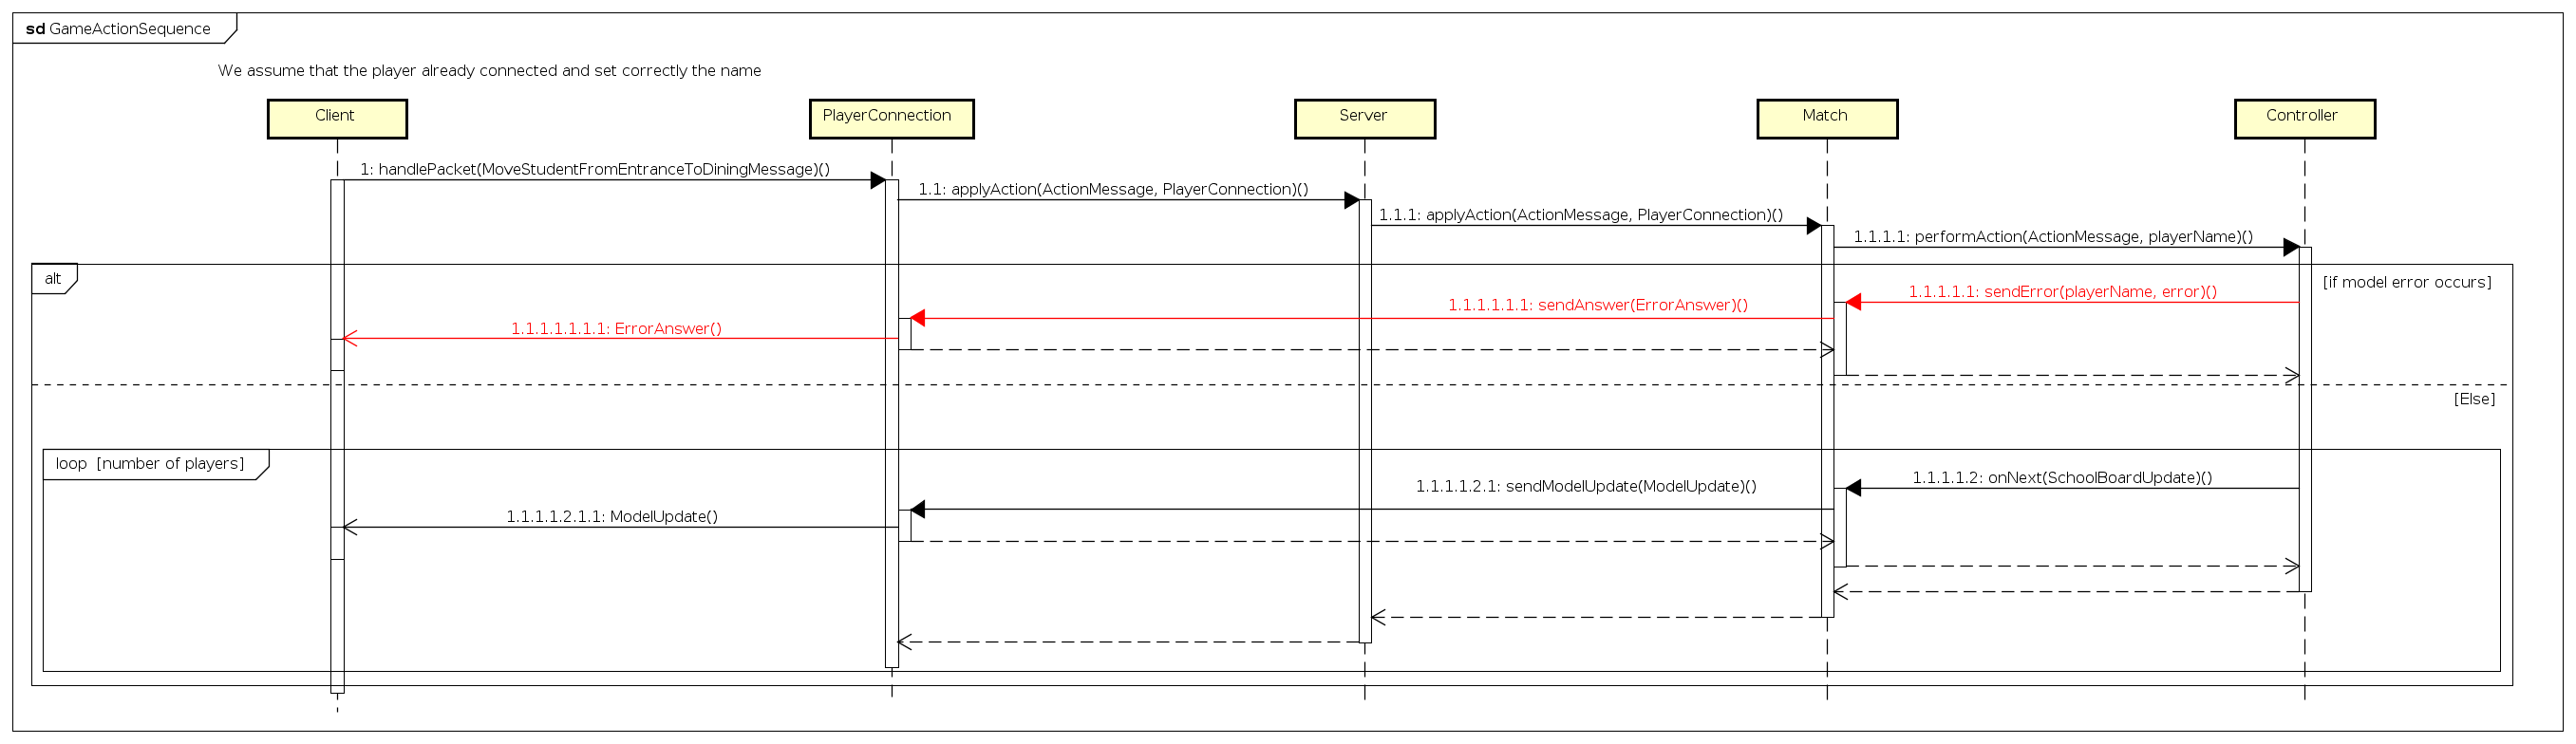 sd GameActionSequence
We assume that the player already connected and set correctly the name
Client
PlayerConnection
Server
Match
Controller
1: handlePacket(MoveStudentFromEntranceToDiningMessage)()
1.1: applyAction(ActionMessage, PlayerConnection)()
1.1.1: applyAction(ActionMessage, PlayerConnection)()
1.1.1.1: performAction(ActionMessage, playerName)()
alt
[if model error occurs]
1.1.1.1.1: sendError(playerName, error)()
1.1.1.1.1.1: sendAnswer(ErrorAnswer)()
1.1.1.1.1.1.1: ErrorAnswer()
[Else]
loop [number of players]
1.1.1.1.2: onNext(SchoolBoardUpdate)()
1.1.1.1.2.1: sendModelUpdate(ModelUpdate)()
1.1.1.1.2.1.1: ModelUpdate()